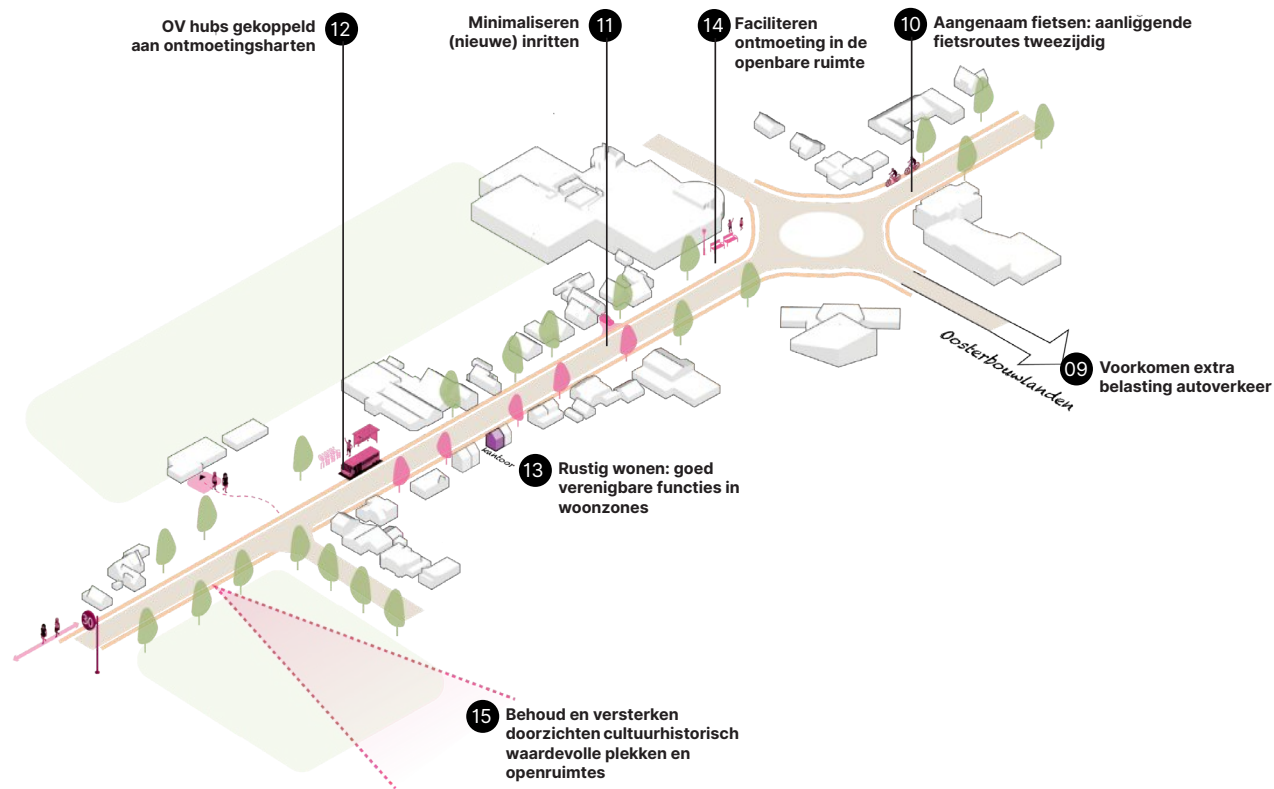 12
OV hubs gekoppeld
aan ontmoetingsharten
11
Minimaliseren
(nieuwe) inritten
14
Faciliteren
ontmoeting in de
openbare ruimte
10
Aangenaam fietsen: aanliggende
fietsroutes tweezijdig
Oosterbouwlanden
09
Voorkomen extra
belasting autoverkeer
kantoor
13
Rustig wonen: goed
verenigbare functies in
woonzones
30
15
Behoud en versterken
doorzichten cultuurhistorisch
waardevolle plekken en
openruimtes